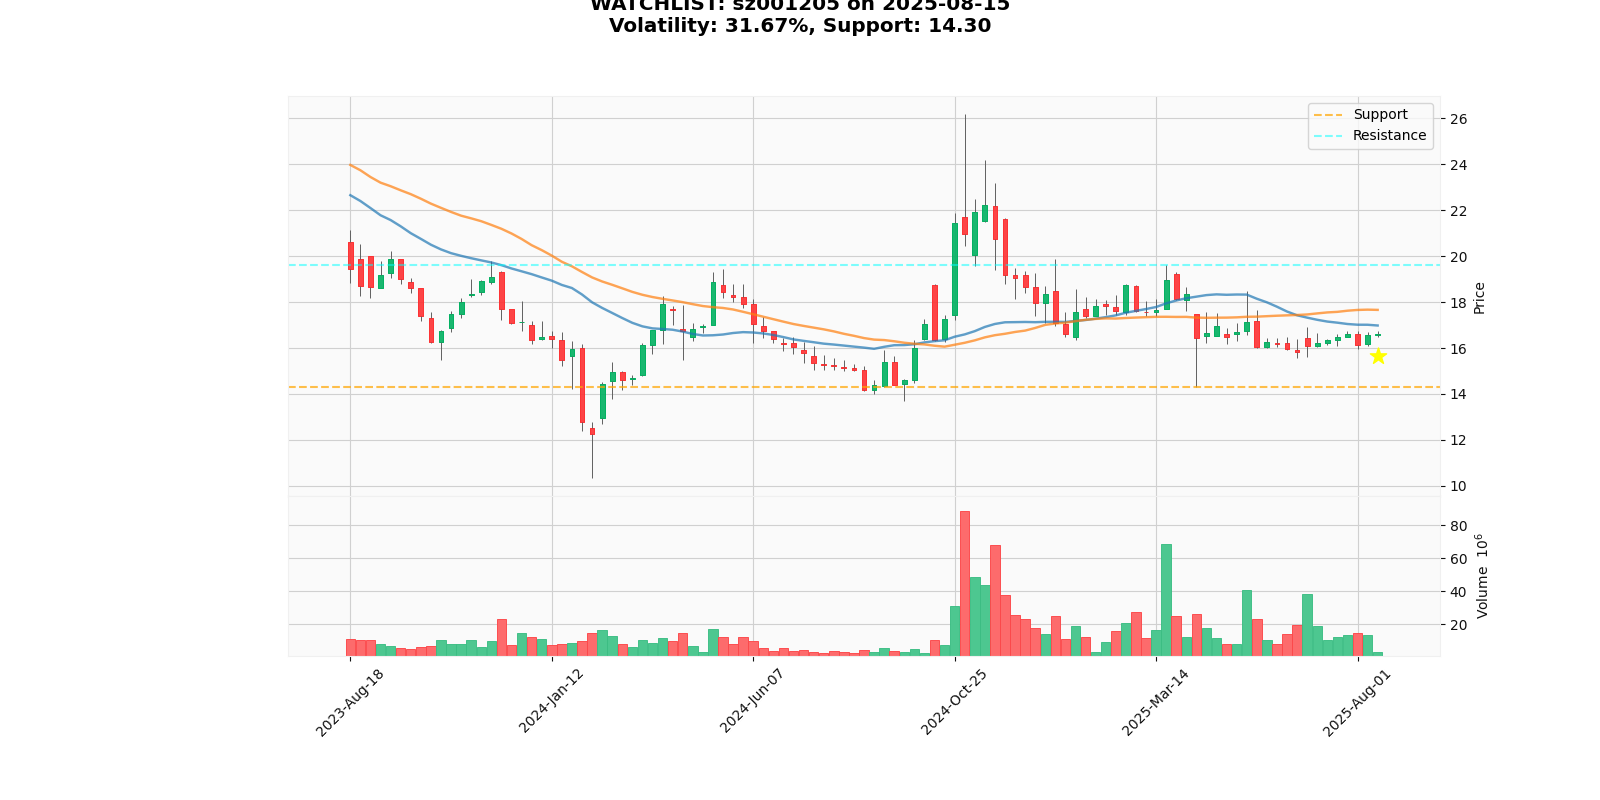 WATCHLIST: sz001205 on 2025-08-15
Volatility: 31.67%, Support: 14.30
Support
Resistance
26
24
22
20
18
16
14
12
10
Price
80
60
40
20
Volume 10^6
2023-Aug-18
2024-Jan-12
2024-Jun-07
2024-Oct-25
2025-Mar-14
2025-Aug-01